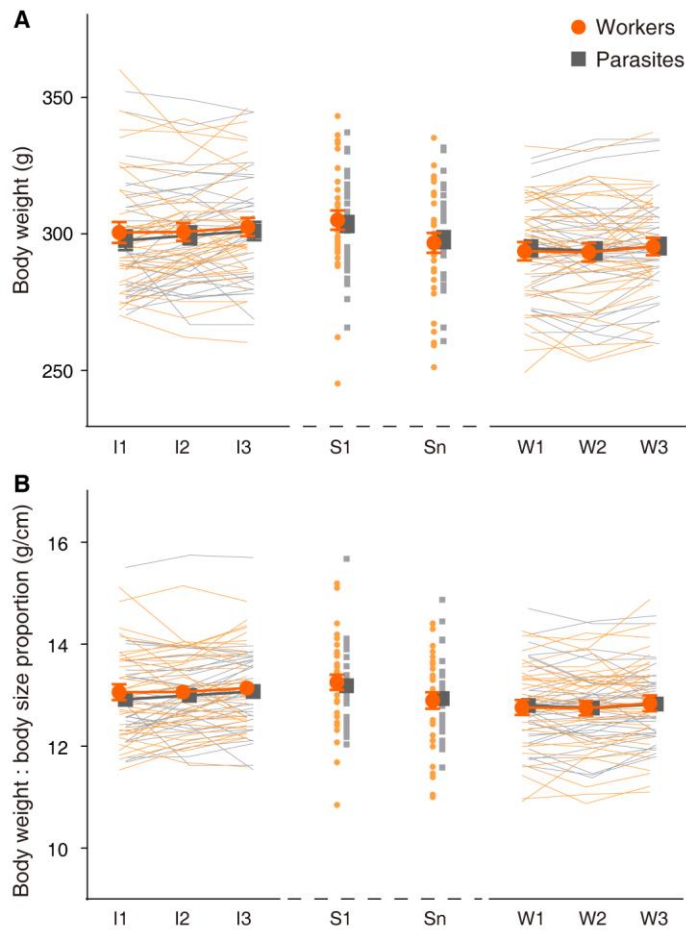 A
Workers
Parasites
Body weight (g)
350
300
250
I1 I2 I3 S1 Sn W1 W2 W3
B
Body weight : body size proportion (g/cm)
16
14
12
10
I1 I2 I3 S1 Sn W1 W2 W3